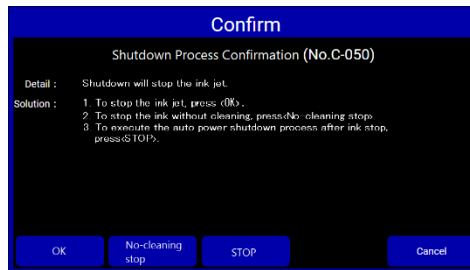 Confirm
Shutdown Process Confirmation (No.C-050)
Detail : Shutdown will stop the ink jet.
Solution : 1. To stop the ink jet, press <OK>.
2. To stop the ink without cleaning, press<No-cleaning stop>
3. To execute the auto power shutdown process after ink stop,
press<STOP>.
OK
No-cleaning
stop
STOP
Cancel